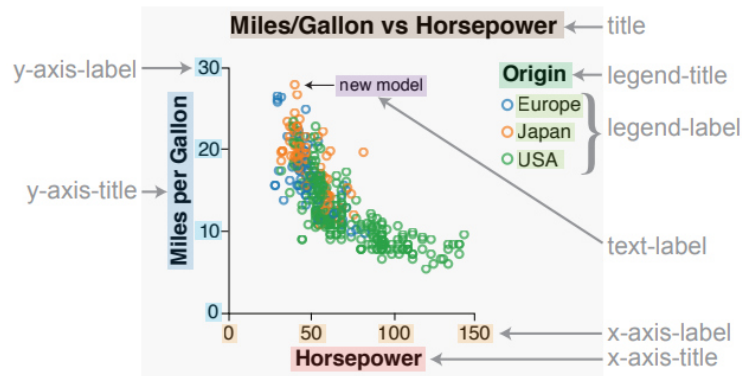 Miles/Gallon vs Horsepower
title
y-axis-label
30
new model
Origin
legend-title
Europe
Japan
USA
legend-label
Miles per Gallon
20
y-axis-title
10
text-label
0
0
50
100
150
x-axis-label
Horsepower
x-axis-title